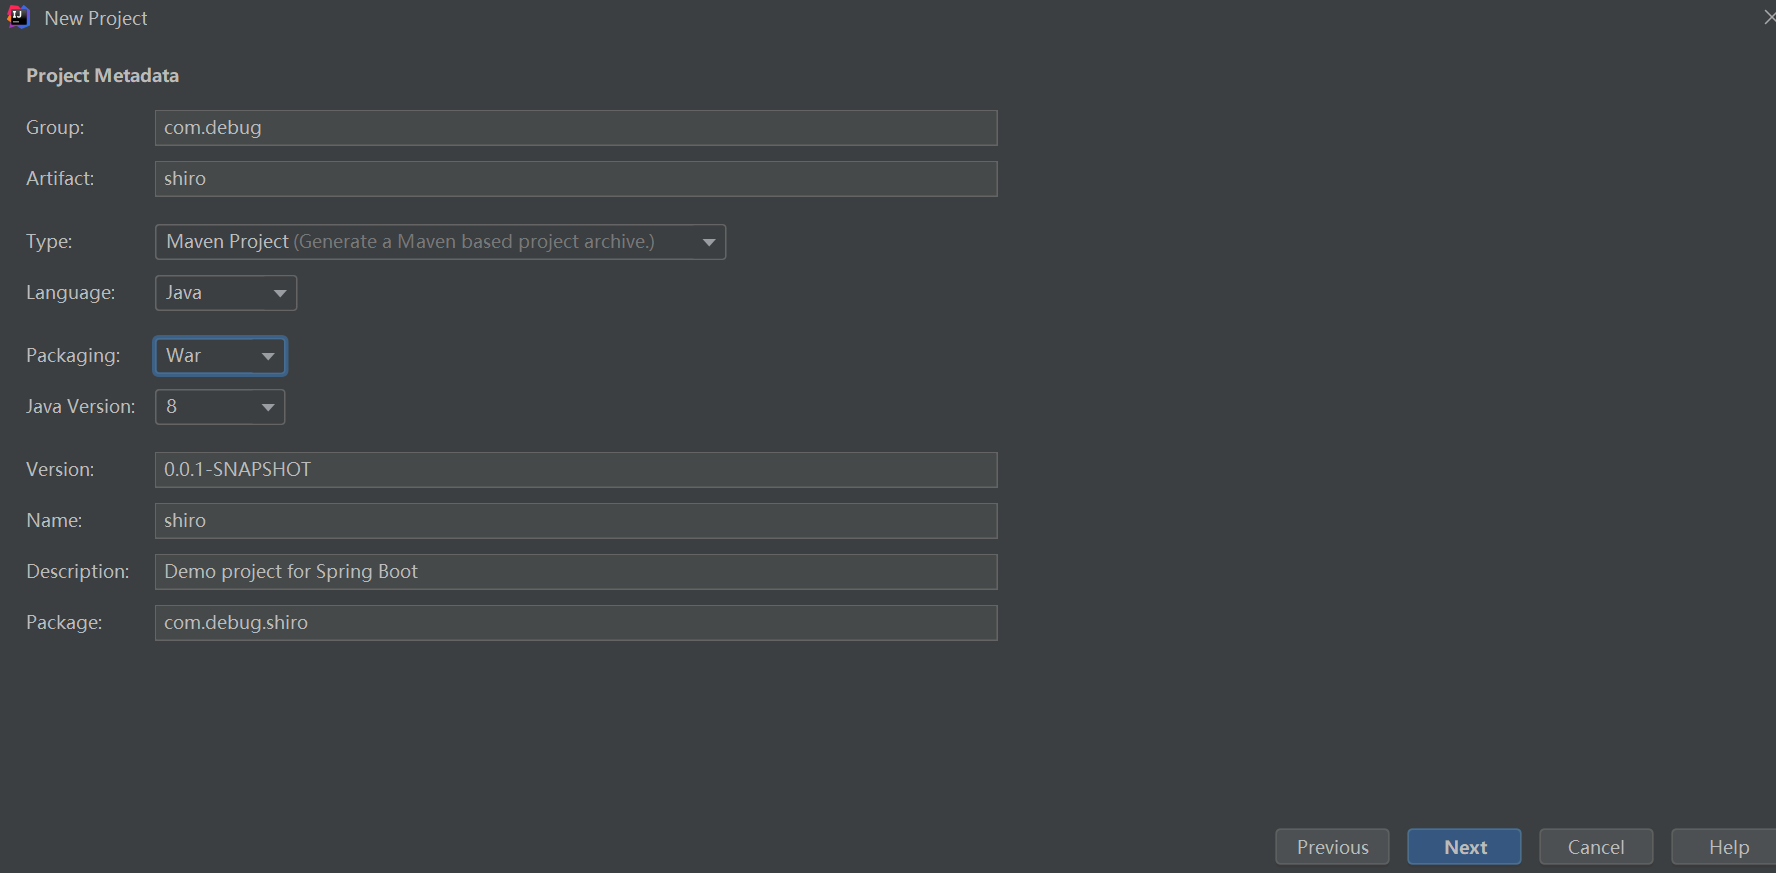 New Project
Project Metadata
Group: com.debug
Artifact: shiro
Type: Maven Project (Generate a Maven based project archive.)
Language: Java
Packaging: War
Java Version: 8
Version: 0.0.1-SNAPSHOT
Name: shiro
Description: Demo project for Spring Boot
Package: com.debug.shiro
Previous Next Cancel Help